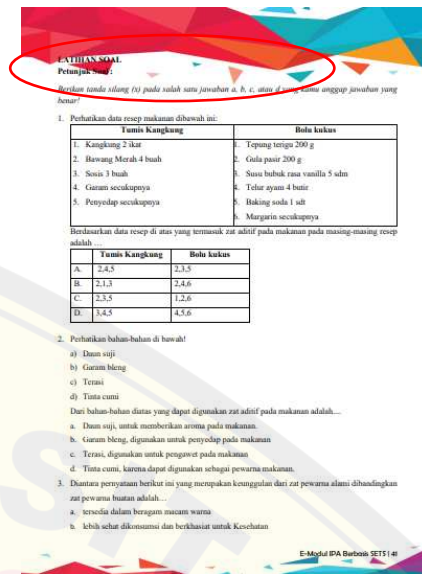 LATIHAN SOAL
Petunjuk Soal :
Berikan tanda silang (x) pada salah satu jawaban a, b, c, atau d yang kamu anggap jawaban yang
benar!
1. Perhatikan data resep makanan dibawah ini:
Tumis Kangkung Bolu kukus
1. Kangkung 2 ikat 1. Tepung terigu 200 g
2. Bawang Merah 4 buah 2. Gula pasir 200 g
3. Sosis 3 buah 3. Susu bubuk rasa vanilla 5 sdm
4. Garam secukupnya 4. Telur ayam 4 butir
5. Penyedap secukupnya 5. Baking soda 1 sdt
6. Margarin secukupnya
Berdasarkan data resep di atas yang termasuk zat aditif pada makanan pada masing-masing resep
adalah …
Tumis Kangkung Bolu kukus
A. 2,4,5 2,3,5
B. 2,1,3 2,4,6
C. 2,3,5 1,2,6
D. 3,4,5 4,5,6
2. Perhatikan bahan-bahan di bawah!
a) Daun suji
b) Garam bleng
c) Terasi
d) Tinta cumi
Dari bahan-bahan diatas yang dapat digunakan zat aditif pada makanan adalah....
a. Daun suji, untuk memberikan aroma pada makanan.
b. Garam bleng, digunakan untuk penyedap pada makanan
c. Terasi, digunakan untuk pengawet pada makanan
d. Tinta cumi, karena dapat digunakan sebagai pewarna makanan.
3. Diantara pernyataan berikut ini yang merupakan keunggulan dari zat pewarna alami dibandingkan
zat pewarna buatan adalah…
a. tersedia dalam beragam macam warna
b. lebih sehat dikonsumsi dan berkhasiat untuk Kesehatan
E-Modul IPA Berbasis SETS | 41